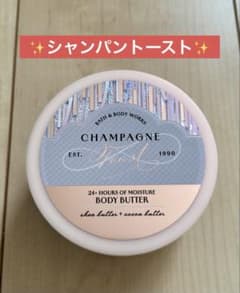 ✨シャンパントースト✨
BATH & BODY WORKS
CHAMPAGNE
EST. 1990
Toast
24+ HOURS OF MOISTURE
BODY BUTTER
shea butter + cocoa butter